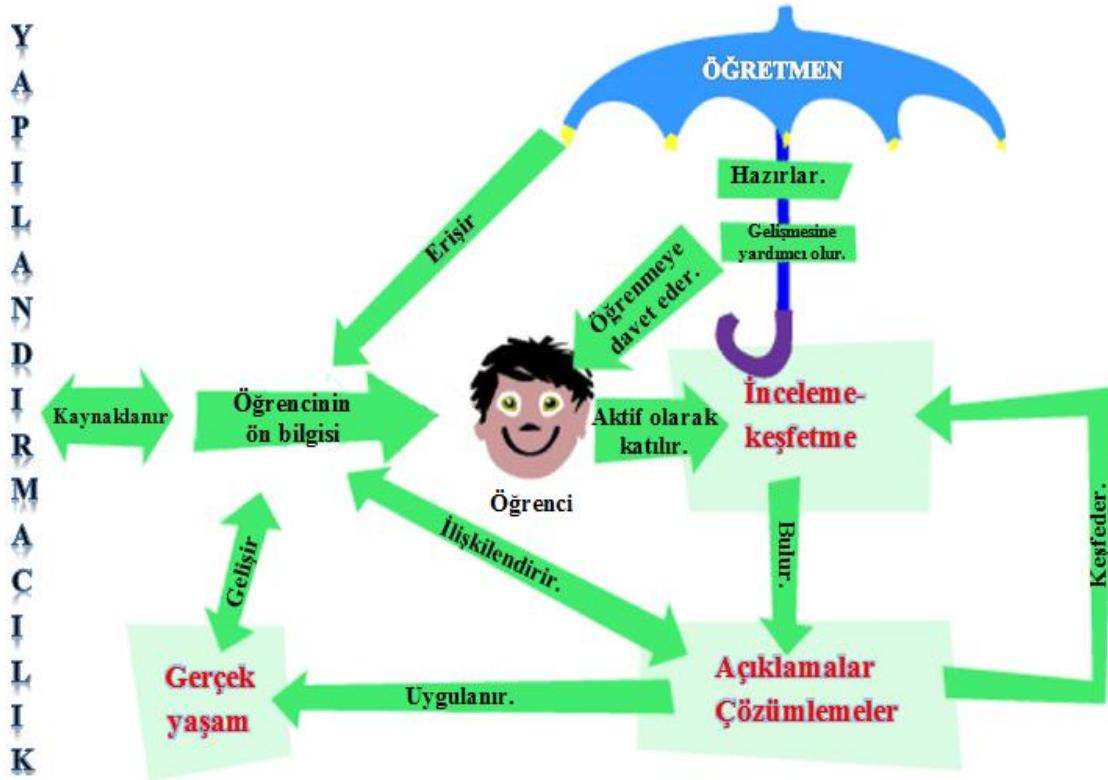 YAPILANDIRMACILIK
ÖĞRETMEN
Hazırlar.
Gelişmesine
yardımcı olur.
Erişir
Öğrenmeye
davet eder.
Kaynaklanır
Öğrencinin
ön bilgisi
Öğrenci
Aktif olarak
katılır.
İnceleme-
keşfetme
Keşfeder.
Bulur.
İlişkilendirir.
Gelişir
Gerçek
yaşam
Uygulanır.
Açıklamalar
Çözümlemeler